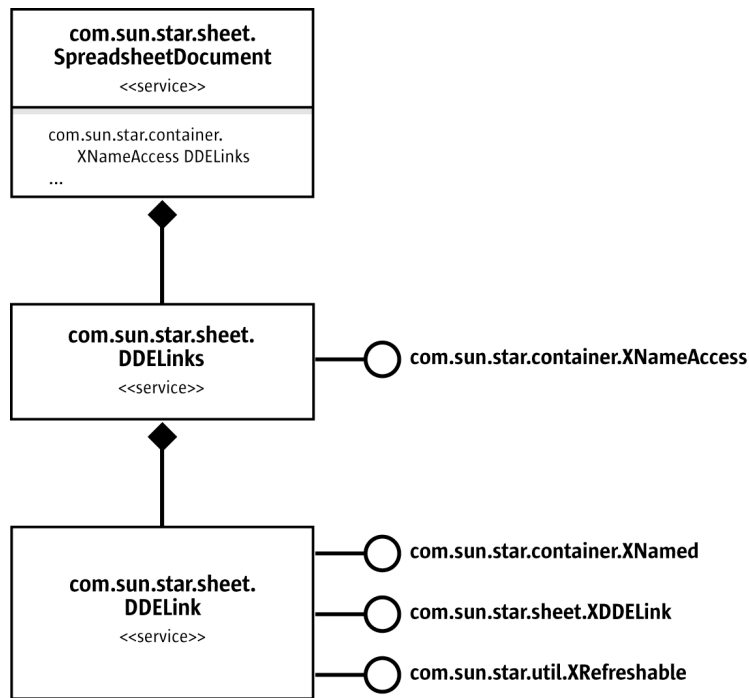 com.sun.star.sheet.
SpreadsheetDocument
<<service>>
com.sun.star.container.
XNameAccess DDELinks
...
com.sun.star.sheet.
DDELinks
<<service>>
com.sun.star.container.XNameAccess
com.sun.star.sheet.
DDELink
<<service>>
com.sun.star.container.XNamed
com.sun.star.sheet.XDDELink
com.sun.star.util.XRefreshable